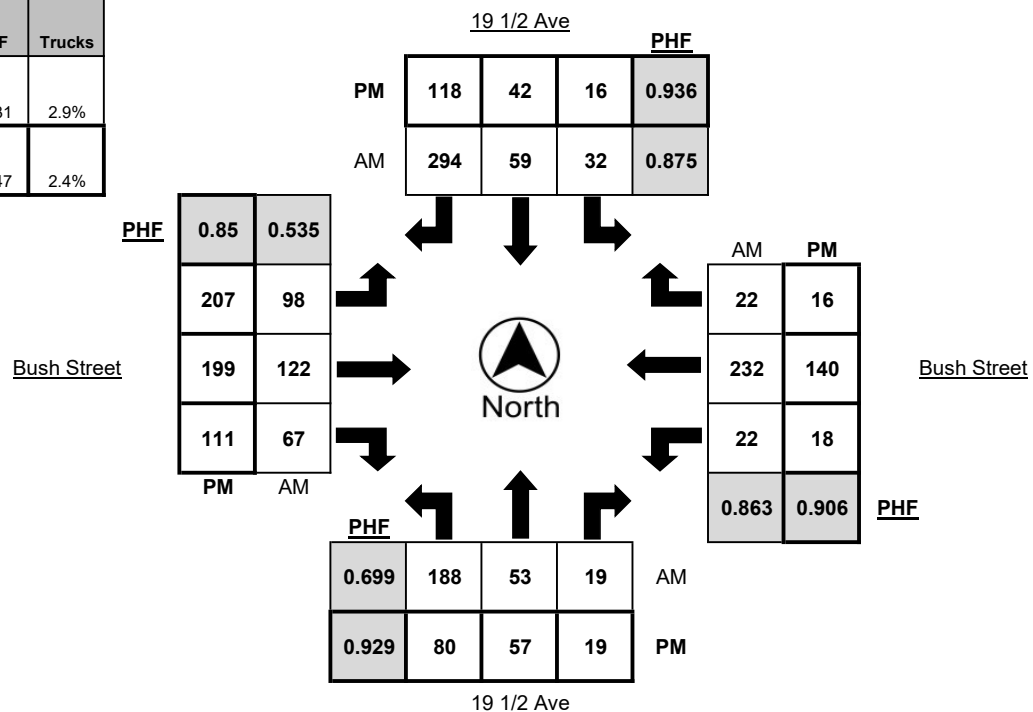 19 1/2 Ave
PHF
Trucks
PM 118 42 16 0.936
2.9%
AM 294 59 32 0.875
2.4%
PHF 0.85 0.535
AM PM
207 98
22 16
Bush Street 199 122
North
232 140 Bush Street
111 67
22 18
PM AM
0.863 0.906 PHF
PHF
0.699 188 53 19 AM
0.929 80 57 19 PM
19 1/2 Ave